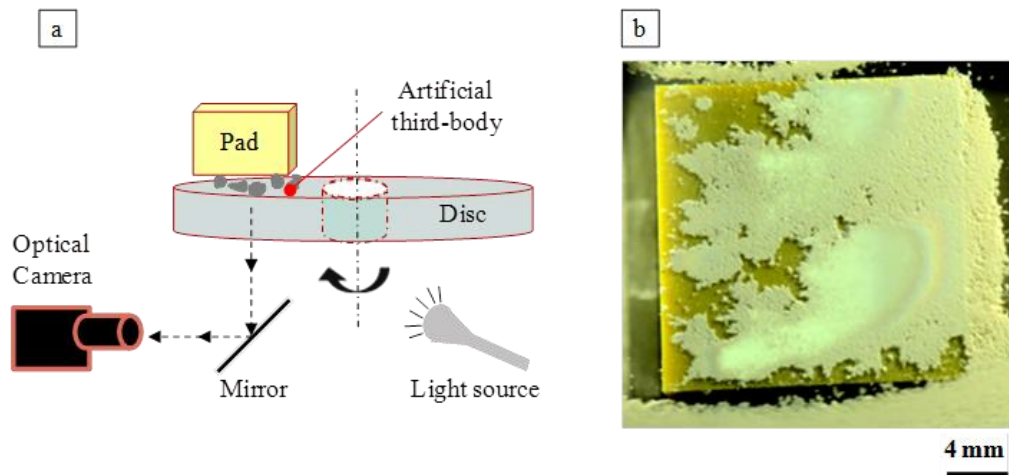 a
b
Artificial
third-body
Pad
Disc
Optical
Camera
Mirror
Light source
4 mm